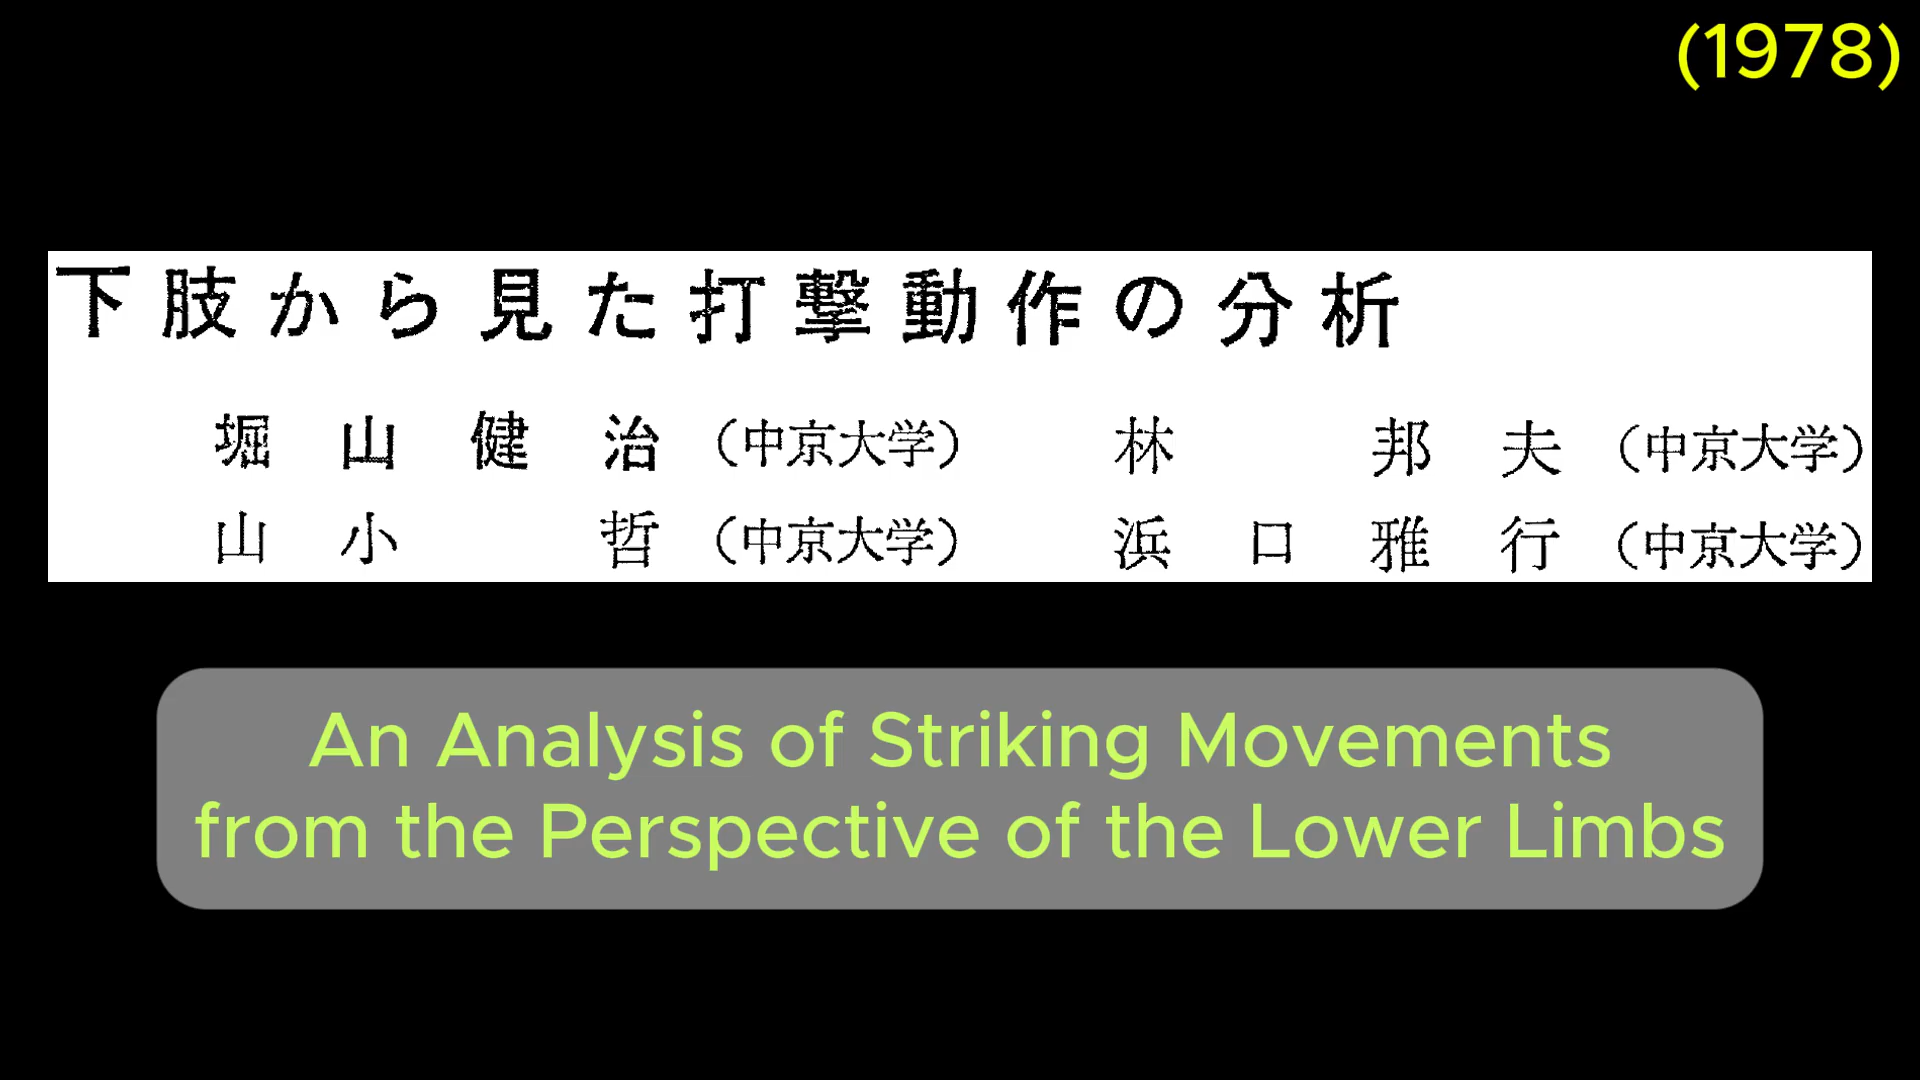 (1978)
下肢から見た打撃動作の分析
堀山健治（中京大学） 林邦夫（中京大学）
山小哲（中京大学） 浜口雅行（中京大学）
An Analysis of Striking Movements
from the Perspective of the Lower Limbs